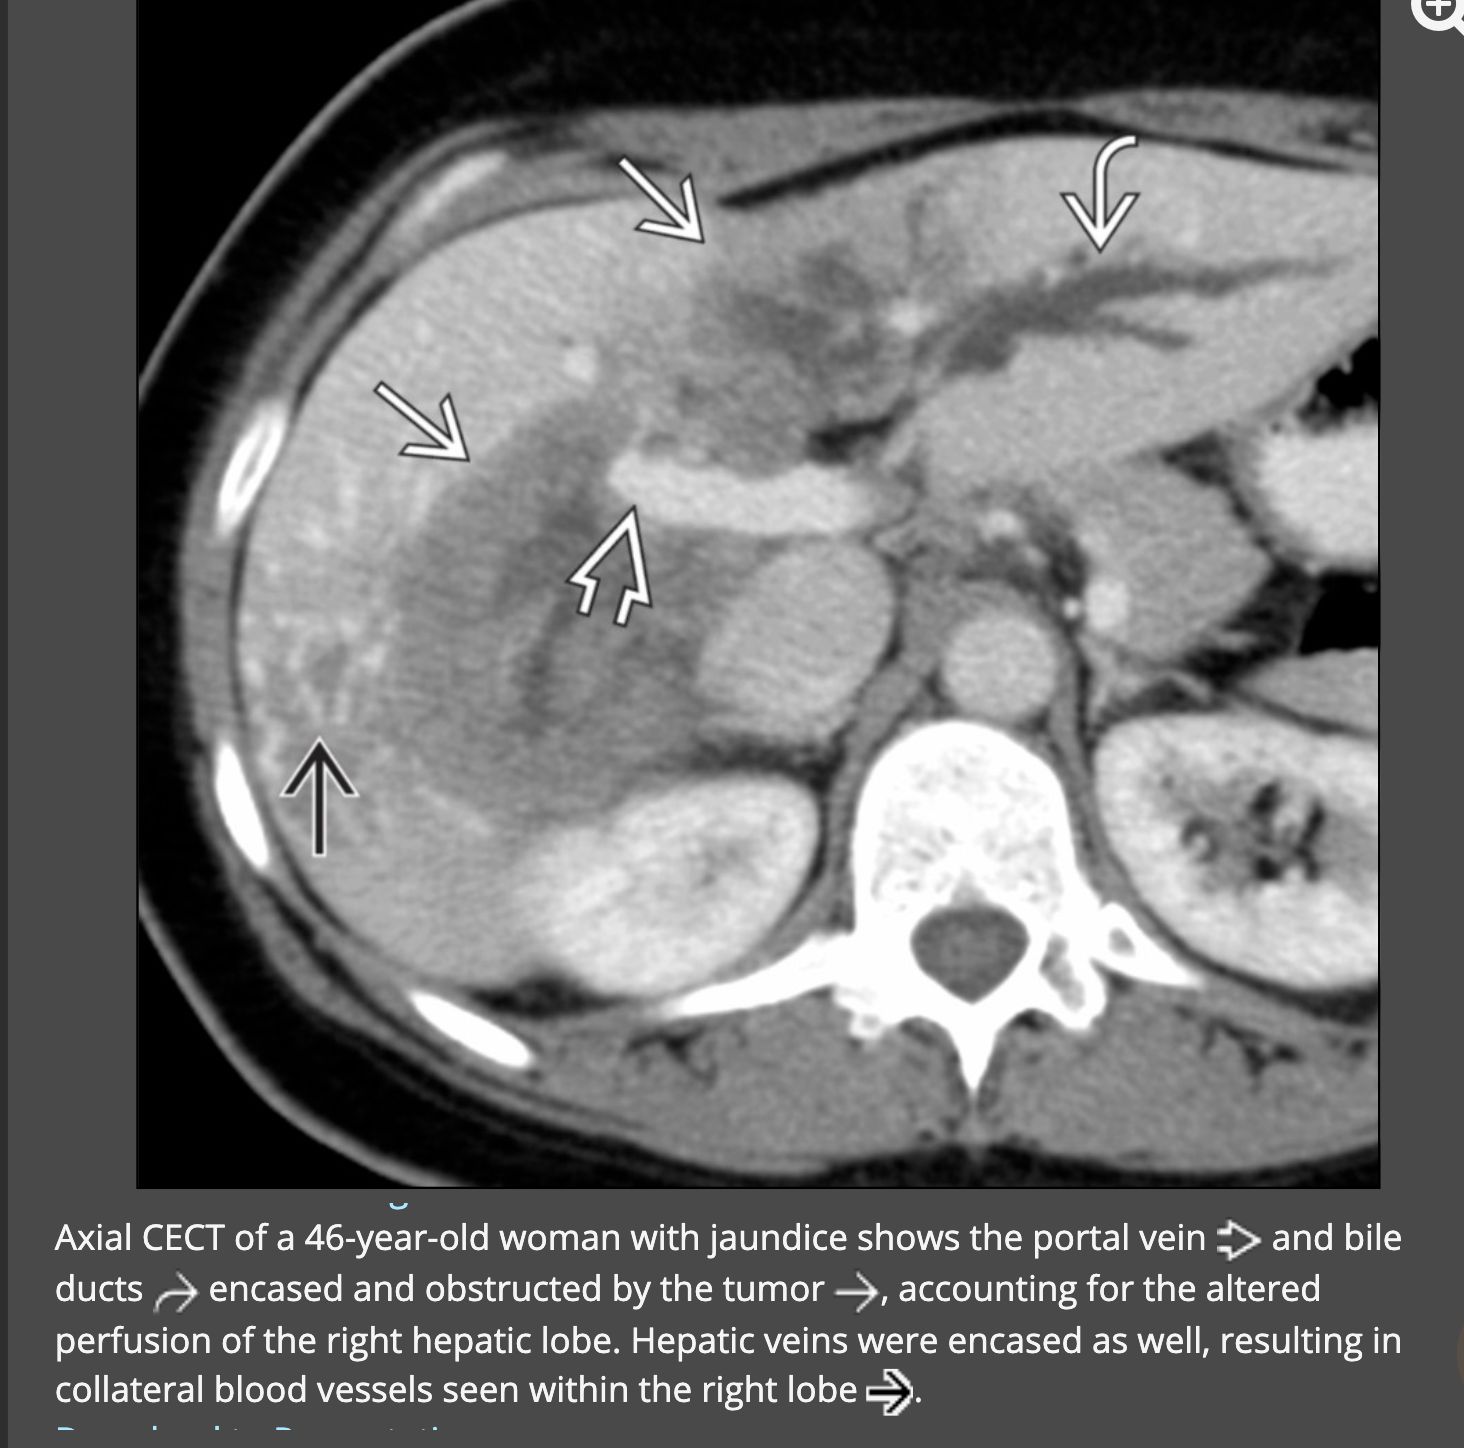 Axial CECT of a 46-year-old woman with jaundice shows the portal vein and bile
ducts encased and obstructed by the tumor , accounting for the altered
perfusion of the right hepatic lobe. Hepatic veins were encased as well, resulting in
collateral blood vessels seen within the right lobe .